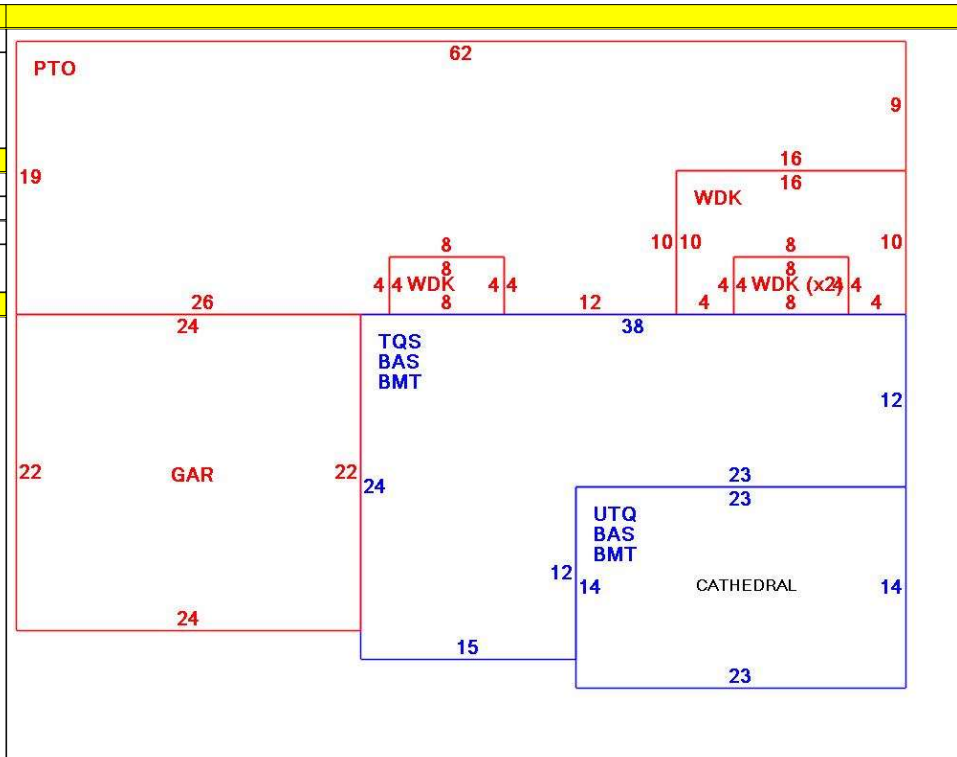 62
PTO
9
19
16
16
WDK
10 10
10
8
8
4 4 WDK 4 4
8
8
8
4 4 WDK (x2) 4 4
4 8 4
26
12
24
38
TQS
BAS
BMT
12
22
GAR
22
24
23
23
UTQ
BAS
BMT
12
14
CATHEDRAL
14
24
15
23